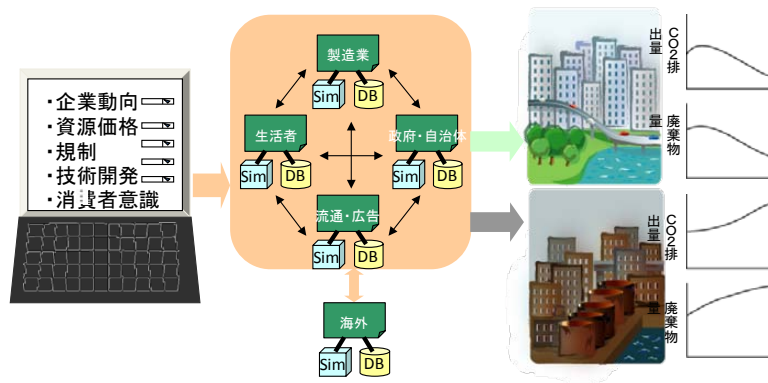 ・企業動向
・資源価格
・規制
・技術開発
・消費者意識
製造業
Sim
DB
生活者
Sim
DB
政府・自治体
Sim
DB
流通・広告
Sim
DB
海外
Sim
DB
CO2排
出量
廃棄物
量
CO2排
出量
廃棄物
量